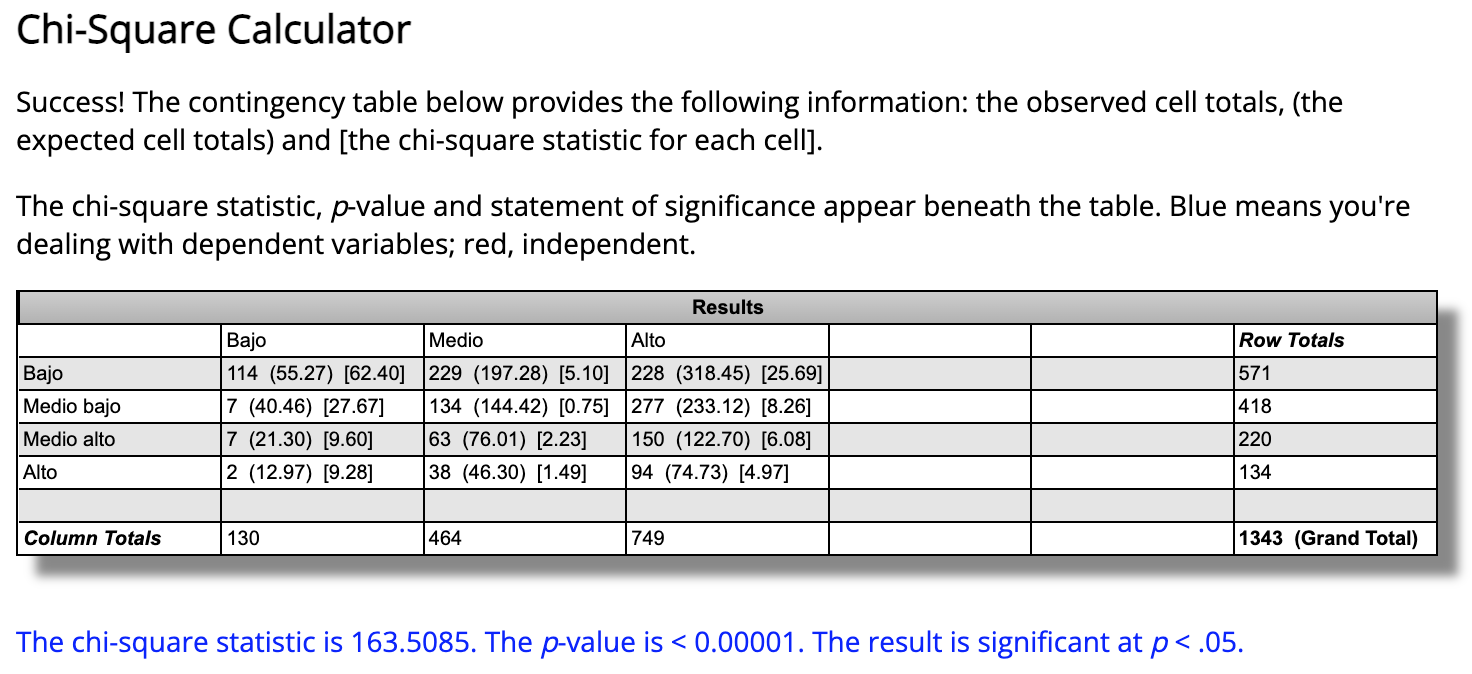 Chi-Square Calculator
Success! The contingency table below provides the following information: the observed cell totals, (the
expected cell totals) and [the chi-square statistic for each cell].
The chi-square statistic, p-value and statement of significance appear beneath the table. Blue means you're
dealing with dependent variables; red, independent.
Results
Bajo Medio Alto Row Totals
Bajo 114 (55.27) [62.40] 229 (197.28) [5.10] 228 (318.45) [25.69] 571
Medio bajo 7 (40.46) [27.67] 134 (144.42) [0.75] 277 (233.12) [8.26] 418
Medio alto 7 (21.30) [9.60] 63 (76.01) [2.23] 150 (122.70) [6.08] 220
Alto 2 (12.97) [9.28] 38 (46.30) [1.49] 94 (74.73) [4.97] 134
Column Totals 130 464 749 1343 (Grand Total)
The chi-square statistic is 163.5085. The p-value is < 0.00001. The result is significant at p < .05.